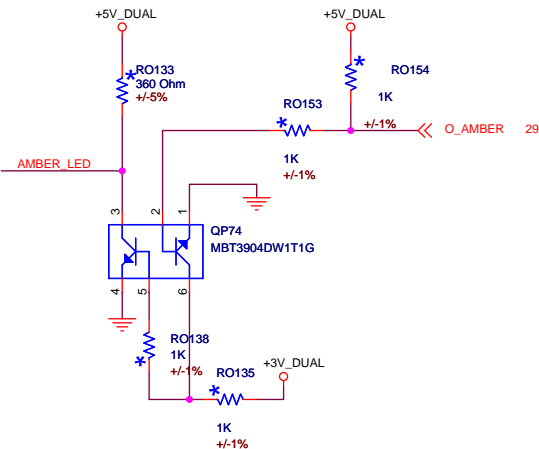 +5V_DUAL
+5V_DUAL
RO133
360 Ohm
+/-5%
RO154
1K
+/-1%
RO153
1K
+/-1%
O_AMBER 29
AMBER_LED
3
2
1
QP74
MBT3904DW1T1G
4
5
6
RO138
1K
+/-1%
RO135
1K
+/-1%
+3V_DUAL